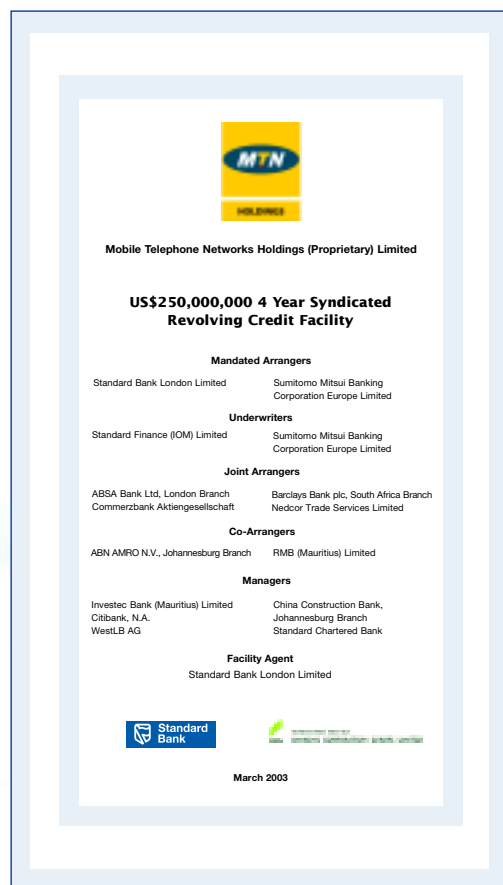 MTN
HOLDINGS
Mobile Telephone Networks Holdings (Proprietary) Limited
US$250,000,000 4 Year Syndicated
Revolving Credit Facility
Mandated Arrangers
Standard Bank London Limited
Sumitomo Mitsui Banking
Corporation Europe Limited
Underwriters
Standard Finance (IOM) Limited
Sumitomo Mitsui Banking
Corporation Europe Limited
Joint Arrangers
ABSA Bank Ltd, London Branch
Commerzbank Aktiengesellschaft
Barclays Bank plc, South Africa Branch
Nedcor Trade Services Limited
Co-Arrangers
ABN AMRO N.V., Johannesburg Branch
RMB (Mauritius) Limited
Managers
Investec Bank (Mauritius) Limited
Citibank, N.A.
WestLB AG
China Construction Bank,
Johannesburg Branch
Standard Chartered Bank
Facility Agent
Standard Bank London Limited
Standard
Bank
March 2003